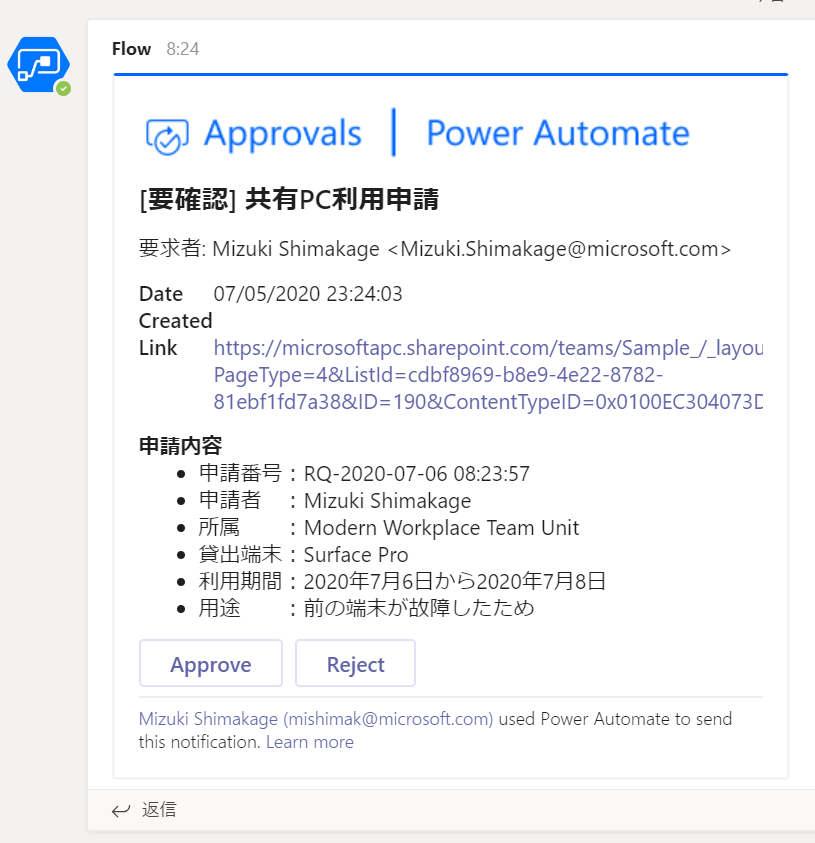 Flow 8:24
Approvals | Power Automate
[要確認] 共有PC利用申請
要求者: Mizuki Shimakage <Mizuki.Shimakage@microsoft.com>
Date Created 07/05/2020 23:24:03
Link https://microsoftapc.sharepoint.com/teams/Sample_/_layou
PageType=4&ListId=cdbf8969-b8e9-4e22-8782-
81ebf1fd7a38&ID=190&ContentTypeID=0x0100EC304073D
申請内容
• 申請番号：RQ-2020-07-06 08:23:57
• 申請者　：Mizuki Shimakage
• 所属　　：Modern Workplace Team Unit
• 貸出端末：Surface Pro
• 利用期間：2020年7月6日から2020年7月8日
• 用途　　：前の端末が故障したため
Approve Reject
Mizuki Shimakage (mishimak@microsoft.com) used Power Automate to send
this notification. Learn more
返信